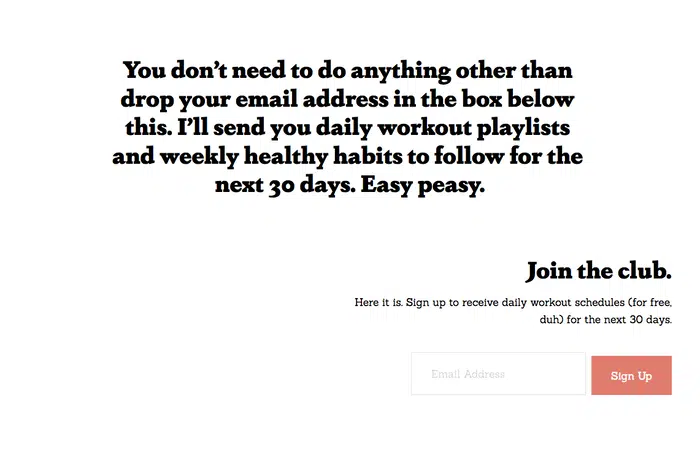 You don’t need to do anything other than
drop your email address in the box below
this. I’ll send you daily workout playlists
and weekly healthy habits to follow for the
next 30 days. Easy peasy.
Join the club.
Here it is. Sign up to receive daily workout schedules (for free,
duh) for the next 30 days.
Email Address
Sign Up